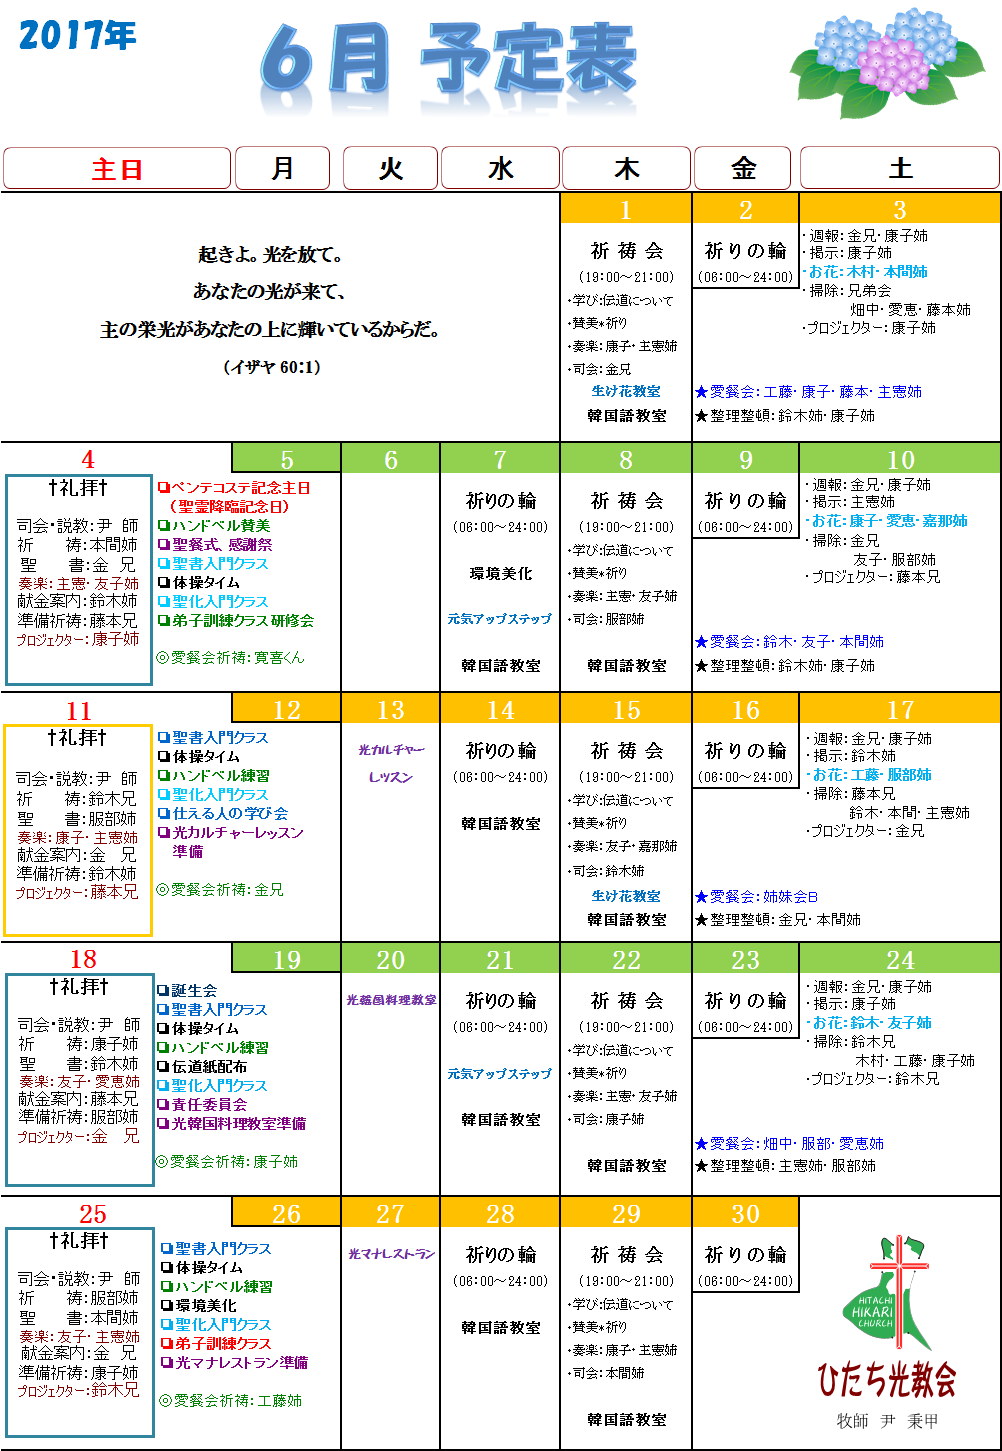 2017年
6月 予定表
主日 月 火 水 木 金 土
起きよ。光を放て。
あなたの光が来て、
主の栄光があなたの上に輝いているからだ。
（イザヤ 60：1）
1
祈 祷 会
(19:00～21:00)
・学び:伝道について
・賛美*祈り
・奏楽:康子・主憲姉
・司会:金兄
生け花教室
韓国語教室
2
祈りの輪
(06:00～24:00)
3
・週報:金兄・康子姉
・掲示:康子姉
・お花:木村・本間姉
・掃除:兄弟会
畑中・愛恵・藤本姉
・プロジェクター:康子姉
★愛餐会:工藤・康子・藤本・主憲姉
★整理整頓:鈴木姉・康子姉
4
†礼拝†
司会・説教:尹 師
祈 祷:本間姉
聖 書:金 兄
奏楽:主憲・友子姉
献金案内:鈴木姉
準備祈祷:藤本兄
プロジェクター:康子姉
❏ペンテコステ記念主日
（聖霊降臨記念日）
❏ハンドベル賛美
❏聖餐式、感謝祭
❏聖書入門クラス
❏体操タイム
❏聖化入門クラス
❏弟子訓練クラス研修会
◎愛餐会祈祷:寛喜くん
5
6
7
祈りの輪
(06:00～24:00)
環境美化
元気アップステップ
韓国語教室
8
祈 祷 会
(19:00～21:00)
・学び:伝道について
・賛美*祈り
・奏楽:主憲・友子姉
・司会:服部姉
韓国語教室
9
祈りの輪
(06:00～24:00)
10
・週報:金兄・康子姉
・掲示:主憲姉
・お花:康子・愛恵・嘉那姉
・掃除:金兄
友子・服部姉
・プロジェクター:藤本兄
★愛餐会:鈴木・友子・本間姉
★整理整頓:鈴木姉・康子姉
11
†礼拝†
司会・説教:尹 師
祈 祷:鈴木兄
聖 書:服部姉
奏楽:康子・主憲姉
献金案内:金 兄
準備祈祷:鈴木姉
プロジェクター:藤本兄
❏聖書入門クラス
❏体操タイム
❏ハンドベル練習
❏聖化入門クラス
❏仕える人の学び会
❏光カルチャーレッスン
準備
◎愛餐会祈祷:金兄
12
13
光カルチャー
レッスン
14
祈りの輪
(06:00～24:00)
韓国語教室
15
祈 祷 会
(19:00～21:00)
・学び:伝道について
・賛美*祈り
・奏楽:友子・嘉那姉
・司会:鈴木姉
生け花教室
韓国語教室
16
祈りの輪
(06:00～24:00)
17
・週報:金兄・康子姉
・掲示:鈴木姉
・お花:工藤・服部姉
・掃除:藤本兄
鈴木・本間・主憲姉
・プロジェクター:金兄
★愛餐会:姉妹会B
★整理整頓:金兄・本間姉
18
†礼拝†
司会・説教:尹 師
祈 祷:康子姉
聖 書:鈴木姉
奏楽:友子・愛恵姉
献金案内:藤本兄
準備祈祷:服部姉
プロジェクター:金 兄
❏誕生会
❏聖書入門クラス
❏体操タイム
❏ハンドベル練習
❏伝道紙配布
❏聖化入門クラス
❏責任委員会
❏光韓国料理教室準備
◎愛餐会祈祷:康子姉
19
20
光韓国料理教室
21
祈りの輪
(06:00～24:00)
元気アップステップ
韓国語教室
22
祈 祷 会
(19:00～21:00)
・学び:伝道について
・賛美*祈り
・奏楽:主憲・友子姉
・司会:康子姉
韓国語教室
23
祈りの輪
(06:00～24:00)
24
・週報:金兄・康子姉
・掲示:康子姉
・お花:鈴木・友子姉
・掃除:鈴木兄
木村・工藤・康子姉
・プロジェクター:鈴木兄
★愛餐会:畑中・服部・愛恵姉
★整理整頓:主憲姉・服部姉
25
†礼拝†
司会・説教:尹 師
祈 祷:服部姉
聖 書:本間姉
奏楽:友子・主憲姉
献金案内:金 兄
準備祈祷:康子姉
プロジェクター:鈴木兄
❏聖書入門クラス
❏体操タイム
❏ハンドベル練習
❏環境美化
❏聖化入門クラス
❏弟子訓練クラス
❏光マナレストラン準備
◎愛餐会祈祷:工藤姉
26
27
光マナレストラン
28
祈りの輪
(06:00～24:00)
韓国語教室
29
祈 祷 会
(19:00～21:00)
・学び:伝道について
・賛美*祈り
・奏楽:康子・主憲姉
・司会:本間姉
韓国語教室
30
祈りの輪
(06:00～24:00)
HITACHI
HIKARI
CHURCH
ひたち光教会
牧師 尹 秉甲